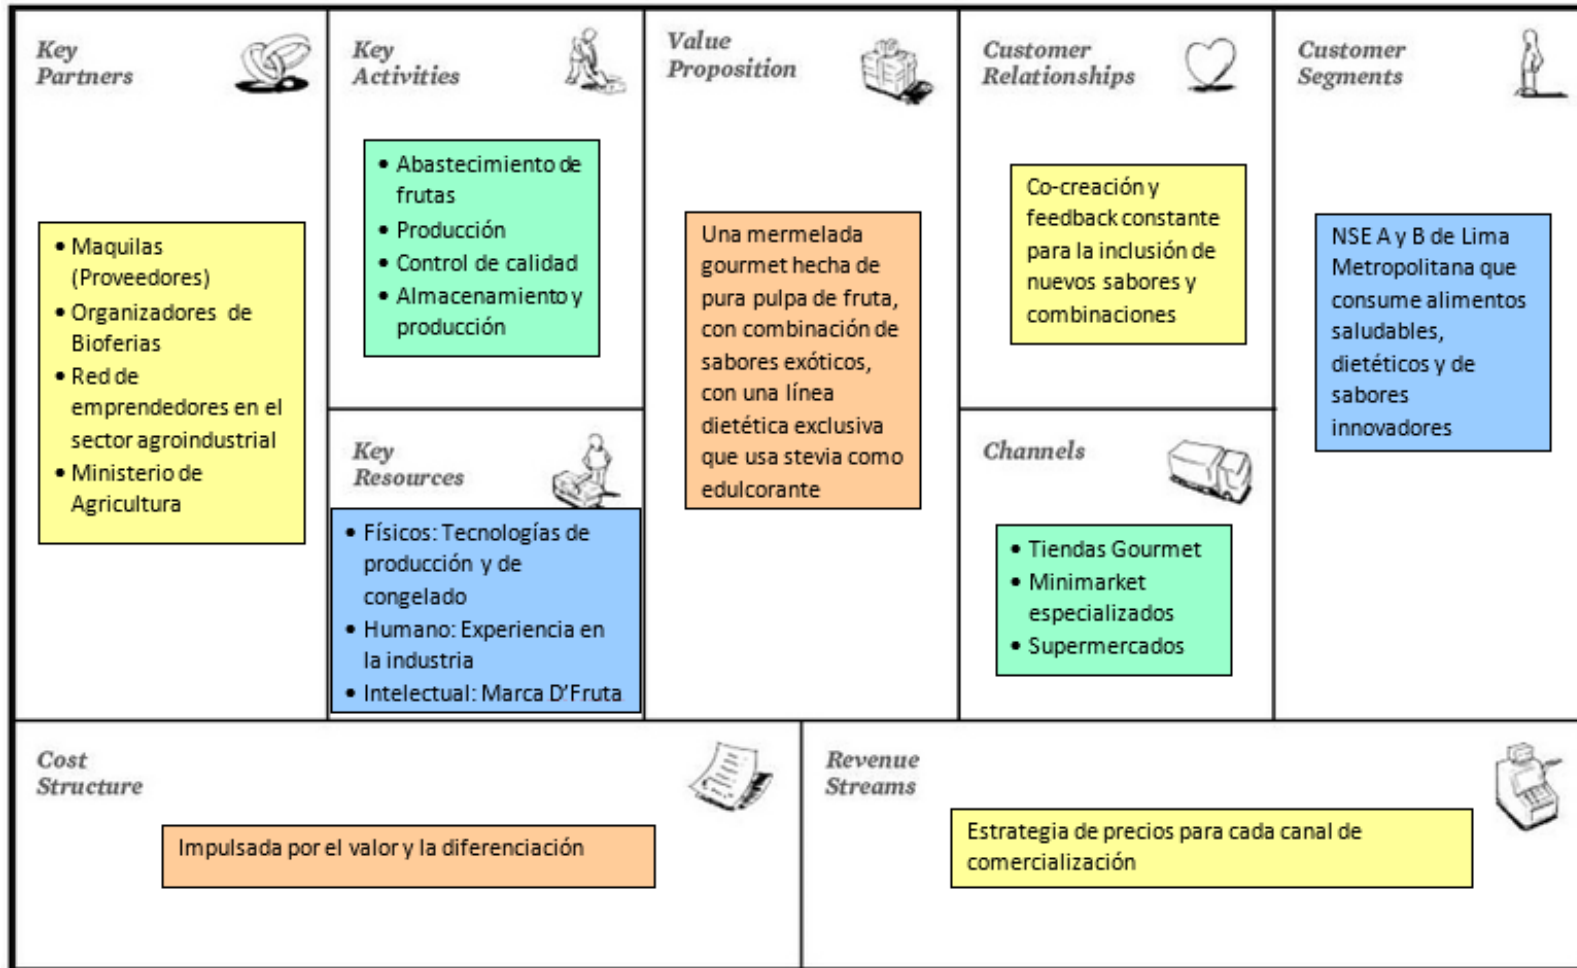 Key
Partners
• Maquilas
(Proveedores)
• Organizadores de
Bioferias
• Red de
emprendedores en el
sector agroindustrial
• Ministerio de
Agricultura
Key
Activities
• Abastecimiento de
frutas
• Producción
• Control de calidad
• Almacenamiento y
producción
Key
Resources
• Físicos: Tecnologías de
producción y de
congelado
• Humano: Experiencia en
la industria
• Intelectual: Marca D'Fruta
Value
Proposition
Una mermelada
gourmet hecha de
pura pulpa de fruta,
con combinación de
sabores exóticos,
con una línea
dietética exclusiva
que usa stevia como
edulcorante
Customer
Relationships
Co-creación y
feedback constante
para la inclusión de
nuevos sabores y
combinaciones
Channels
• Tiendas Gourmet
• Minimarket
especializados
• Supermercados
Customer
Segments
NSE A y B de Lima
Metropolitana que
consume alimentos
saludables,
dietéticos y de
sabores
innovadores
Cost
Structure
Impulsada por el valor y la diferenciación
Revenue
Streams
Estrategia de precios para cada canal de
comercialización